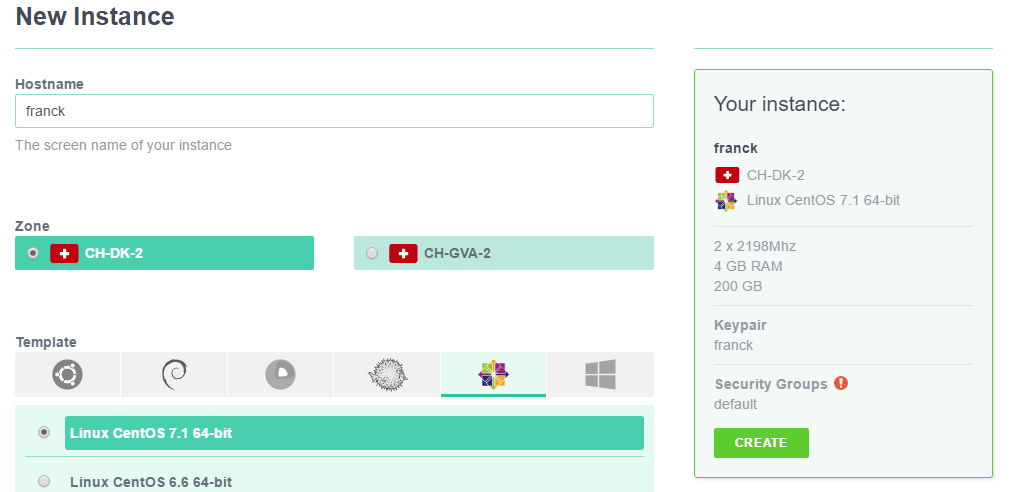 New Instance
Hostname
franck
The screen name of your instance
Zone
CH-DK-2
CH-GVA-2
Template
Linux CentOS 7.1 64-bit
Linux CentOS 6.6 64-bit
Your instance:
franck
CH-DK-2
Linux CentOS 7.1 64-bit
2 x 2198Mhz
4 GB RAM
200 GB
Keypair
franck
Security Groups
default
CREATE